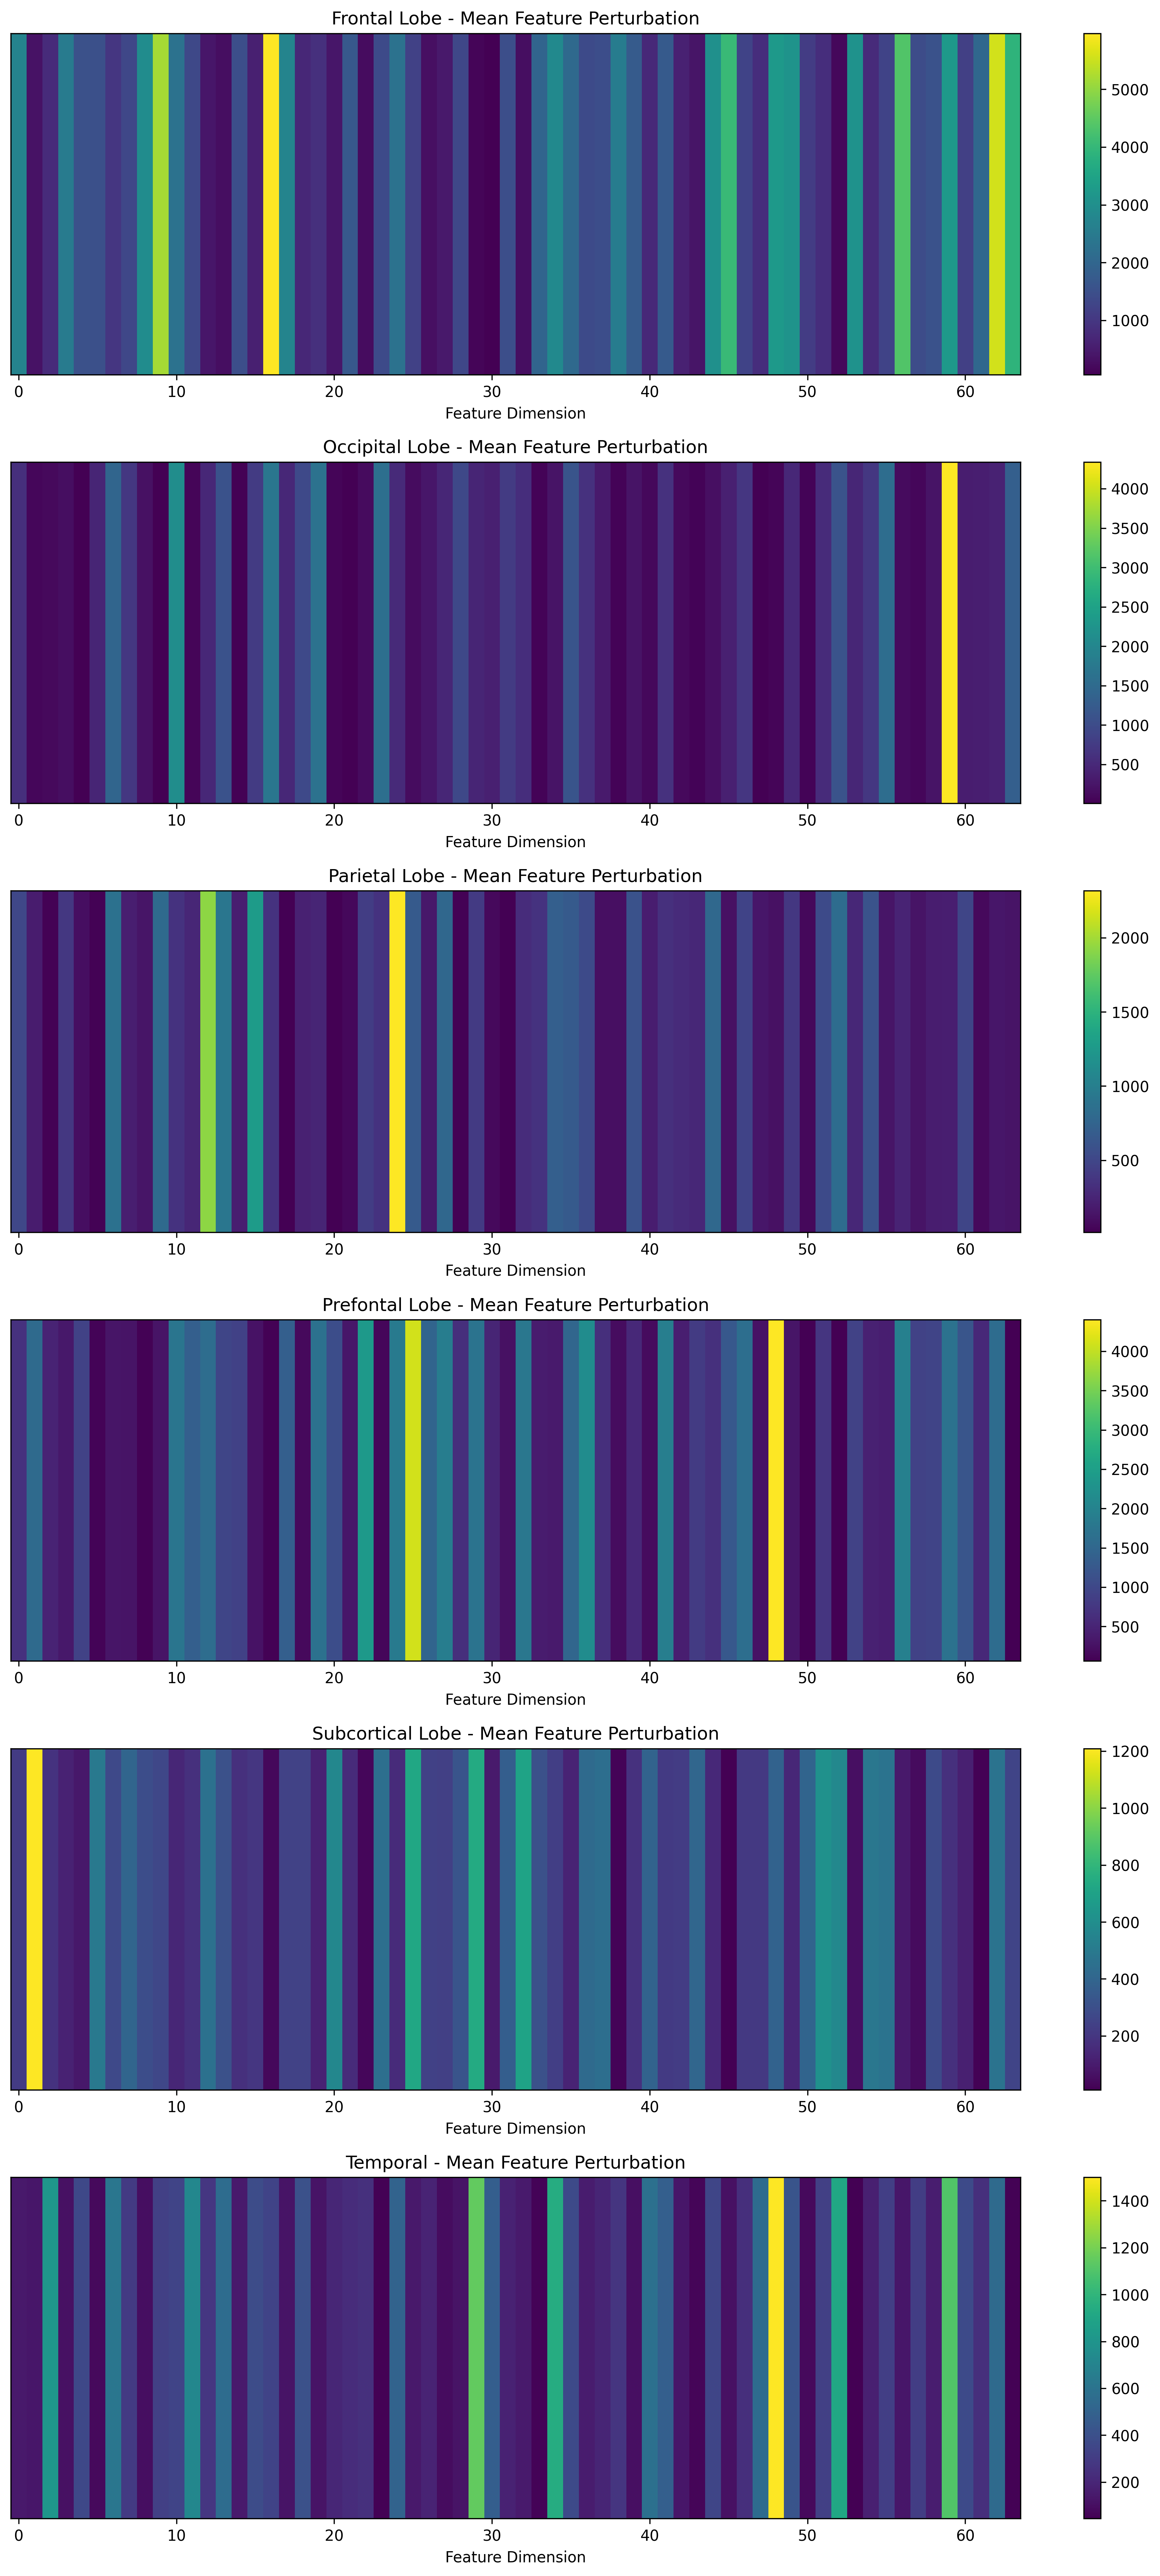 Frontal Lobe - Mean Feature Perturbation
5000
4000
3000
2000
1000
0 10 20 30 40 50 60
Feature Dimension
Occipital Lobe - Mean Feature Perturbation
4000
3500
3000
2500
2000
1500
1000
500
0 10 20 30 40 50 60
Feature Dimension
Parietal Lobe - Mean Feature Perturbation
2000
1500
1000
500
0 10 20 30 40 50 60
Feature Dimension
Prefontal Lobe - Mean Feature Perturbation
4000
3500
3000
2500
2000
1500
1000
500
0 10 20 30 40 50 60
Feature Dimension
Subcortical Lobe - Mean Feature Perturbation
1200
1000
800
600
400
200
0 10 20 30 40 50 60
Feature Dimension
Temporal - Mean Feature Perturbation
1400
1200
1000
800
600
400
200
0 10 20 30 40 50 60
Feature Dimension